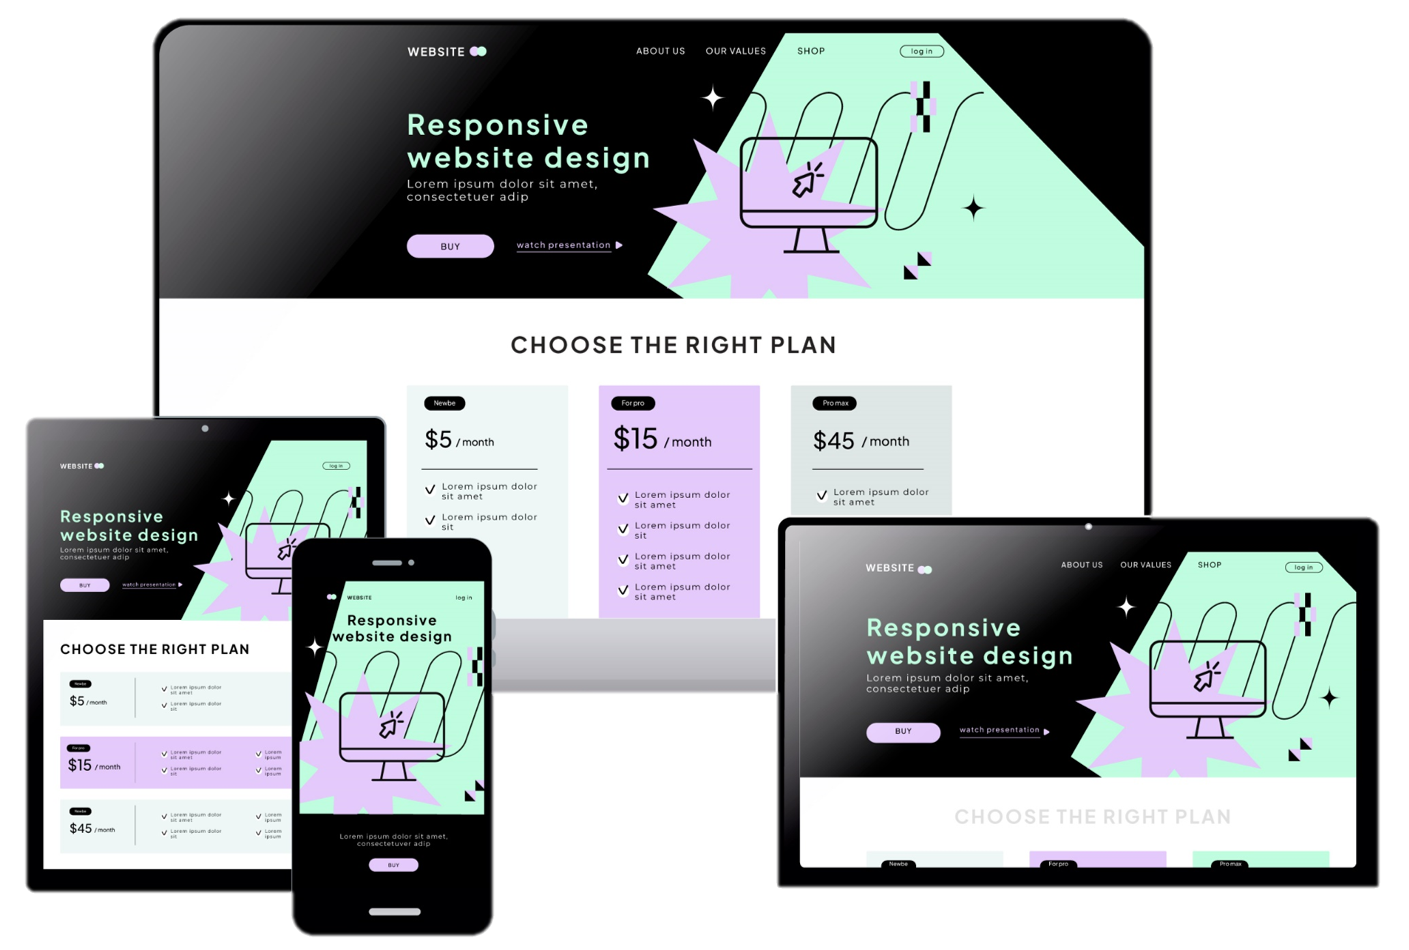 WEBSITE
ABOUT US
OUR VALUES
SHOP
log in
Responsive
website design
Lorem ipsum dolor sit amet,
consectetuer adip
BUY
watch presentation
CHOOSE THE RIGHT PLAN
Newbe
$5 / month
Lorem ipsum dolor
sit amet
Lorem ipsum dolor
sit
For pro
$15 / month
Lorem ipsum dolor
sit amet
Lorem ipsum dolor
sit
Lorem ipsum dolor
sit amet
Lorem ipsum dolor
sit amet
Pro max
$45 / month
Lorem ipsum dolor
sit amet
WEBSITE
log in
Responsive
website design
Lorem ipsum dolor sit amet,
consectetuer adip
BUY
watch presentation
CHOOSE THE RIGHT PLAN
Newbe
$5 / month
Lorem ipsum dolor
sit amet
Lorem ipsum dolor
sit
For pro
$15 / month
Lorem ipsum dolor
sit amet
Lorem ipsum dolor
sit
Lorem
ipsum
Lorem
ipsum
Newbe
$45 / month
Lorem ipsum dolor
sit amet
Lorem ipsum dolor
sit
Lorem
ipsum
Lorem
ipsum
WEBSITE
log in
Responsive
website design
Lorem ipsum dolor sit amet,
consectetuver adip
BUY
WEBSITE
ABOUT US
OUR VALUES
SHOP
log in
Responsive
website design
Lorem ipsum dolor sit amet,
consectetuer adip
BUY
watch presentation
CHOOSE THE RIGHT PLAN
Newbe
For pro
Pro max